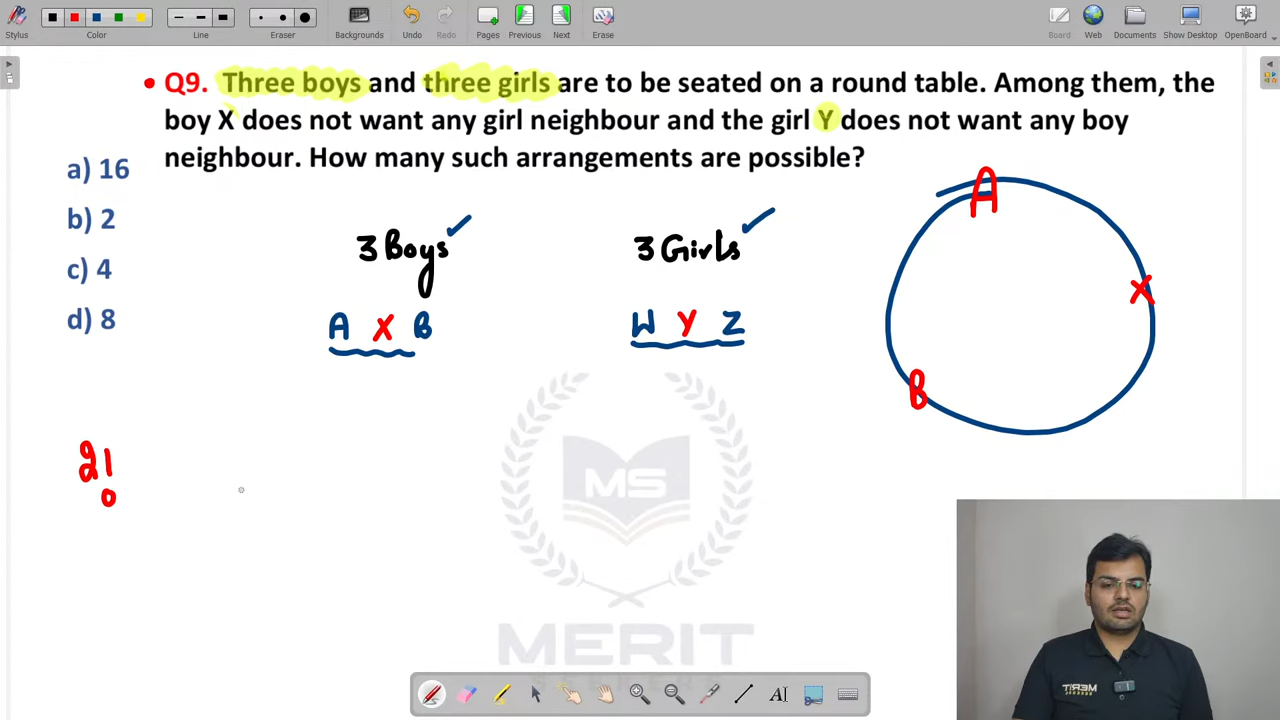 Stylus
Color
Line
Eraser
Backgrounds
Undo
Redo
Pages
Previous
Next
Erase
Board
Web
Documents
Show Desktop
OpenBoard
• Q9. Three boys and three girls are to be seated on a round table. Among them, the
boy X does not want any girl neighbour and the girl Y does not want any boy
neighbour. How many such arrangements are possible?
a) 16
b) 2
c) 4
d) 8
3 Boys
3 Girls
A X B
W Y Z
A
X
B
2!
MS
MERIT
MERIT
AI